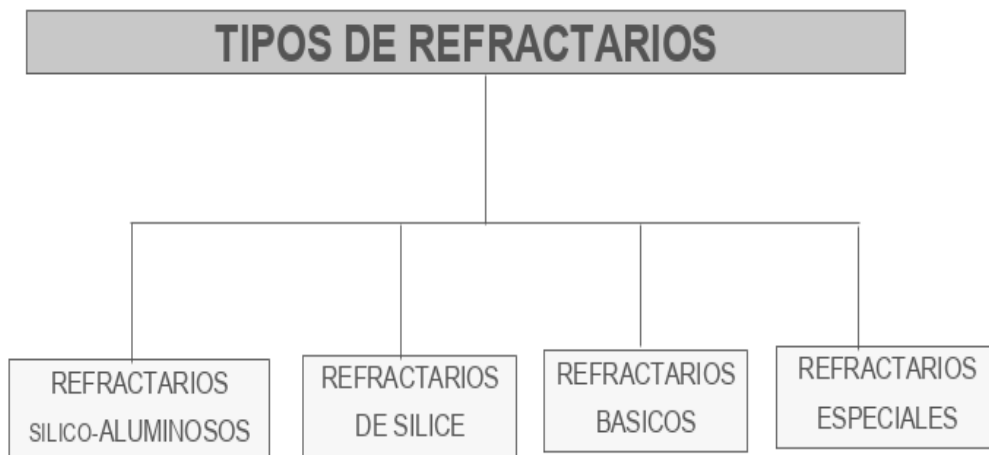 TIPOS DE REFRACTARIOS
REFRACTARIOS
SILICO-ALUMINOSOS
REFRACTARIOS
DE SILICE
REFRACTARIOS
BASICOS
REFRACTARIOS
ESPECIALES